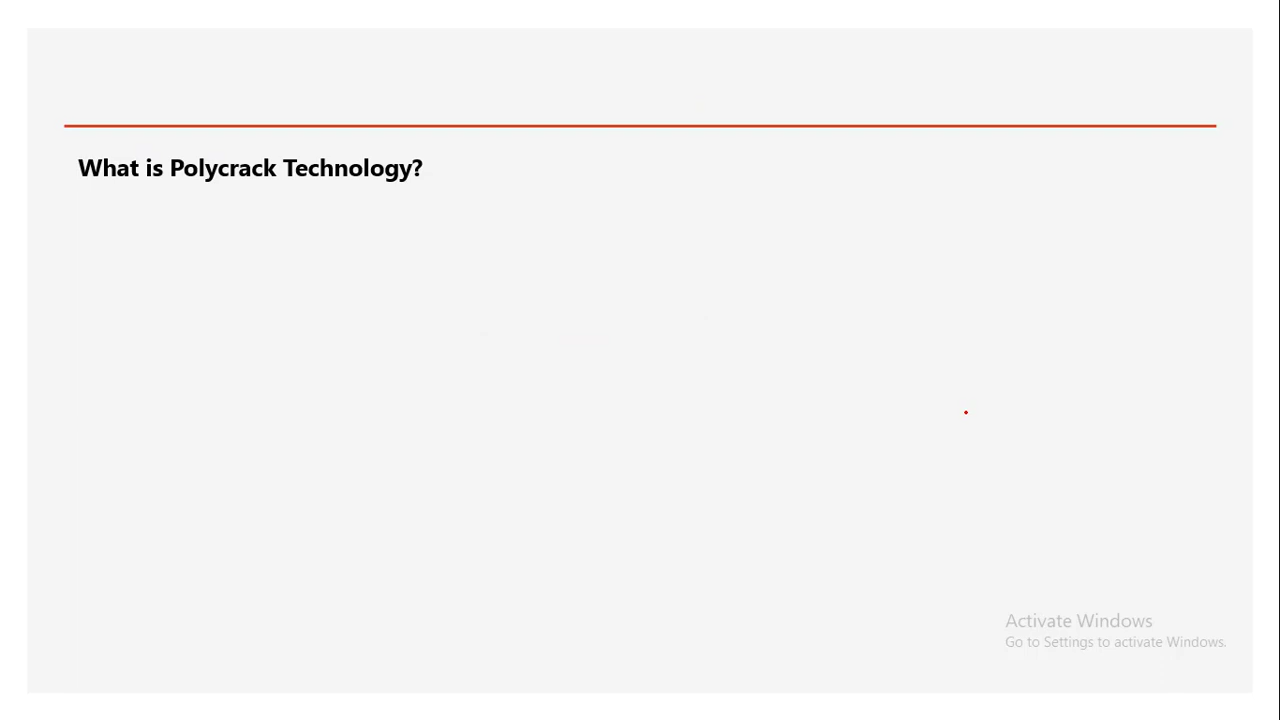 What is Polycrack Technology?
Activate Windows
Go to Settings to activate Windows.